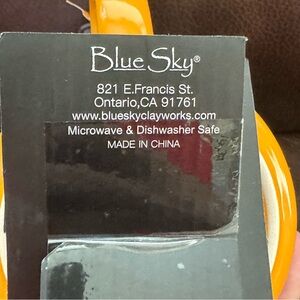 Blue Sky®
821 E.Francis St.
Ontario,CA 91761
www.blueskyclayworks.com
Microwave & Dishwasher Safe
MADE IN CHINA